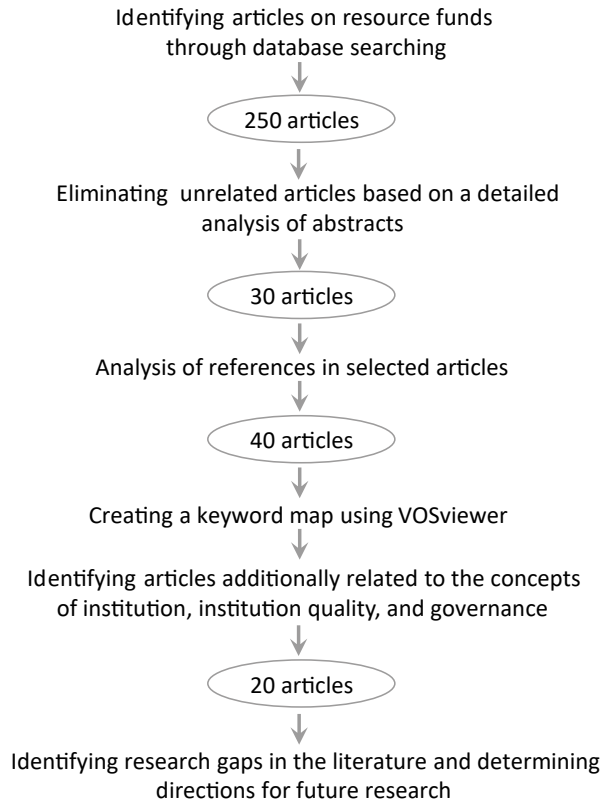 Identifying articles on resource funds
through database searching
250 articles
Eliminating unrelated articles based on a detailed
analysis of abstracts
30 articles
Analysis of references in selected articles
40 articles
Creating a keyword map using VOSviewer
Identifying articles additionally related to the concepts
of institution, institution quality, and governance
20 articles
Identifying research gaps in the literature and determining
directions for future research